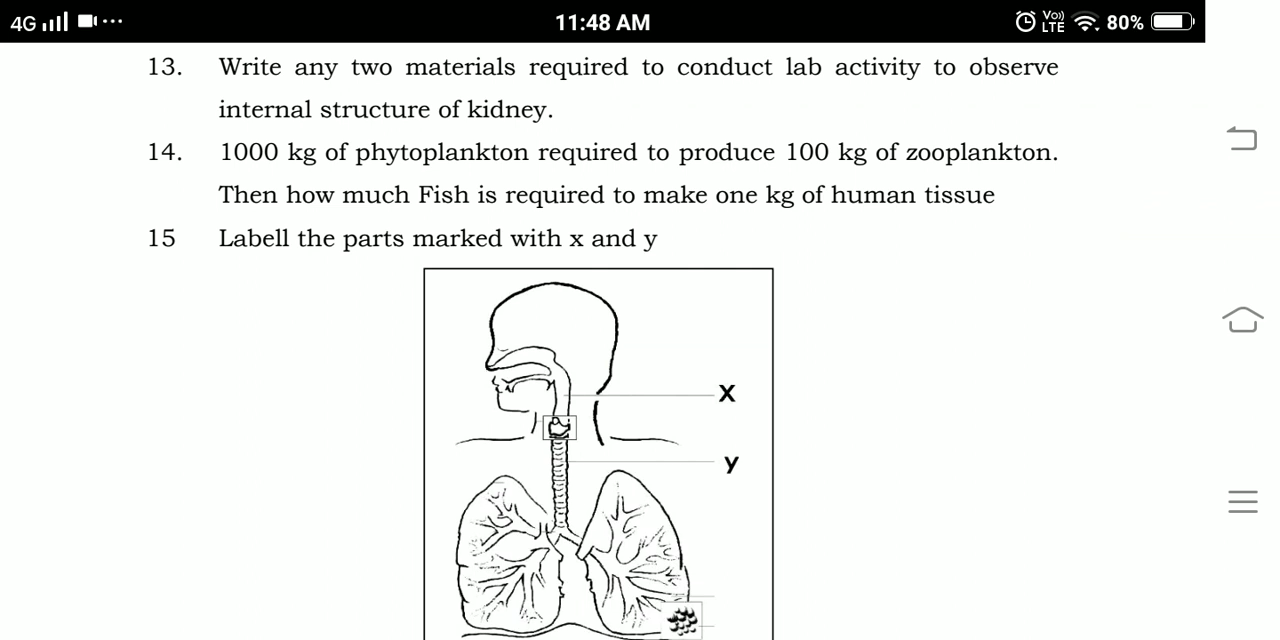 4G 11:48 AM Vo) LTE 80%
13. Write any two materials required to conduct lab activity to observe
internal structure of kidney.
14. 1000 kg of phytoplankton required to produce 100 kg of zooplankton.
Then how much Fish is required to make one kg of human tissue
15 Labell the parts marked with x and y
X
y